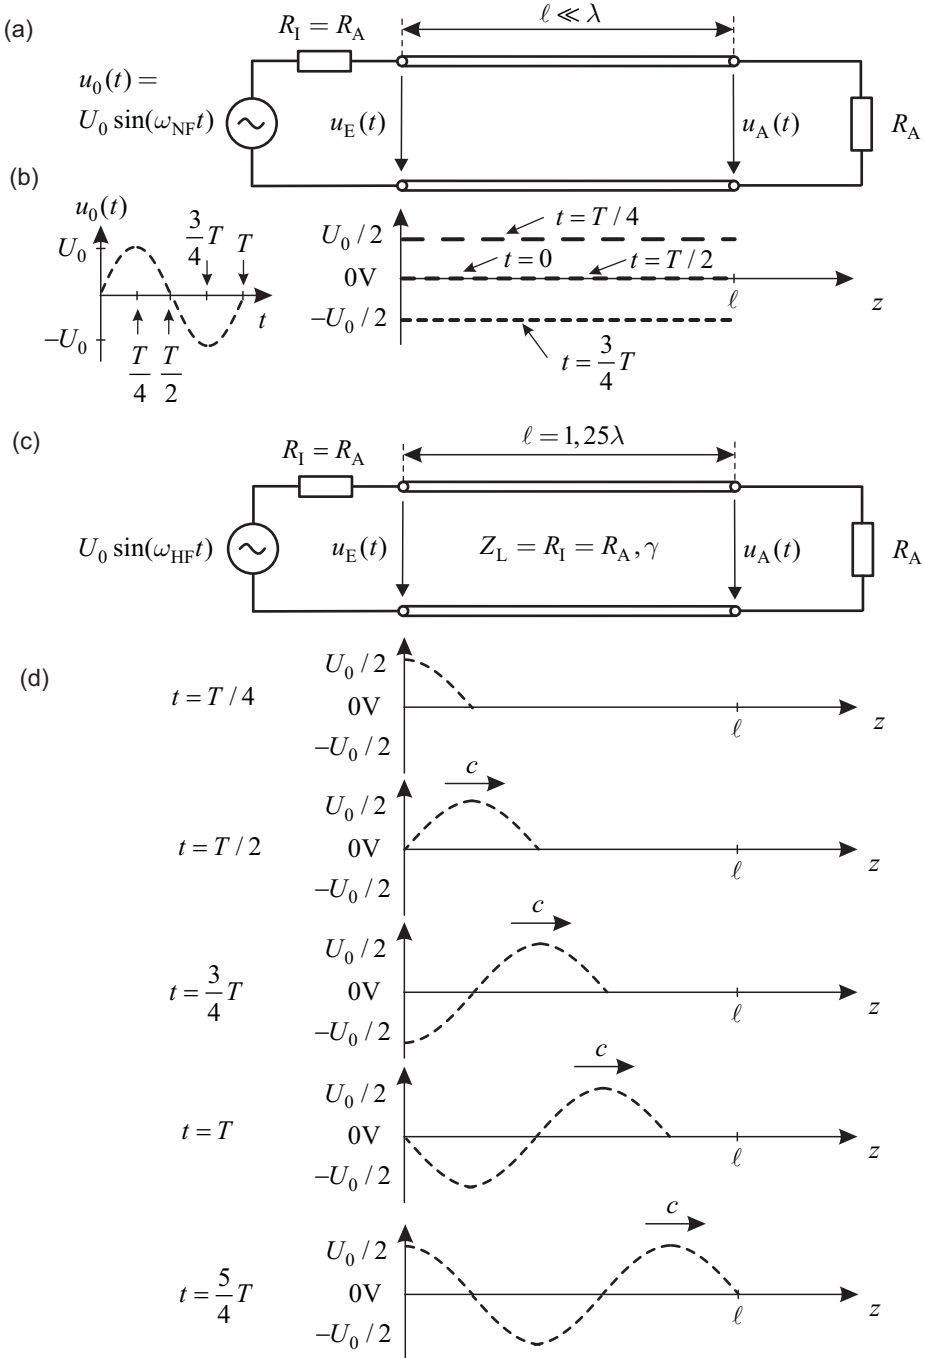 (a)
R_I = R_A
ℓ ≪ λ
u_0(t) =
U_0 sin(ω_NF t)
u_E(t)
u_A(t)
R_A
(b)
u_0(t)
U_0
3/4 T
T
−U_0
T/4
T/2
t
U_0/2
t = T/4
0V
t = 0
t = T/2
ℓ
z
−U_0/2
t = 3/4 T
(c)
R_I = R_A
ℓ = 1,25λ
U_0 sin(ω_HF t)
u_E(t)
Z_L = R_I = R_A, γ
u_A(t)
R_A
(d)
t = T/4
U_0/2
0V
−U_0/2
ℓ
z
c
t = T/2
U_0/2
0V
−U_0/2
ℓ
z
c
t = 3/4 T
U_0/2
0V
−U_0/2
ℓ
z
c
t = T
U_0/2
0V
−U_0/2
ℓ
z
c
t = 5/4 T
U_0/2
0V
−U_0/2
ℓ
z